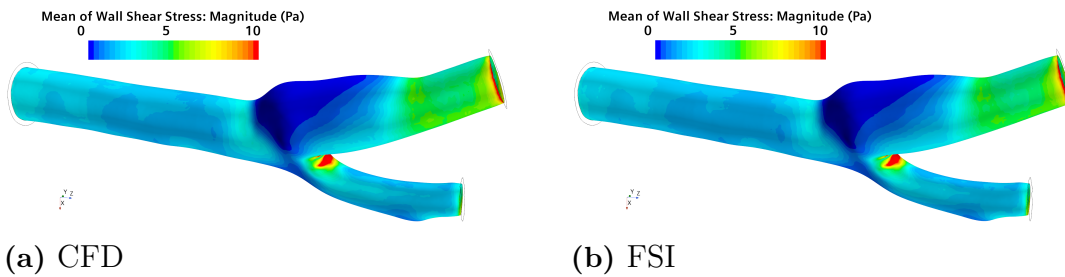 Mean of Wall Shear Stress: Magnitude (Pa)
0 5 10
Y Z
X
(a) CFD
Mean of Wall Shear Stress: Magnitude (Pa)
0 5 10
Y Z
X
(b) FSI